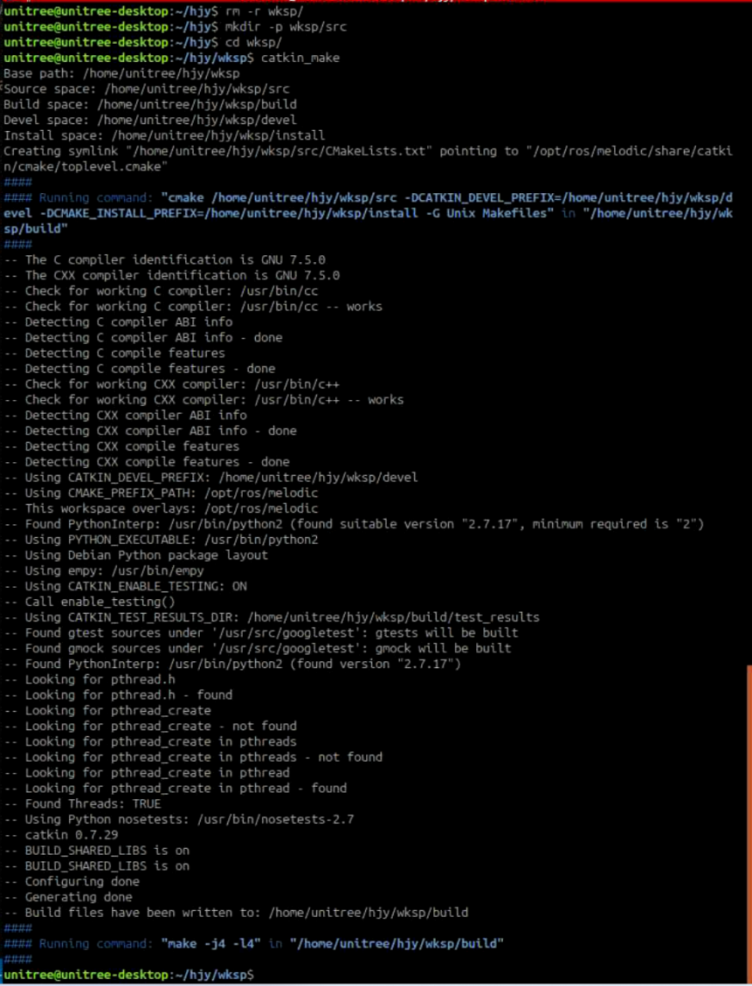 unitree@unitree-desktop:~/hjy$ rm -r wksp/
unitree@unitree-desktop:~/hjy$ mkdir -p wksp/src
unitree@unitree-desktop:~/hjy$ cd wksp/
unitree@unitree-desktop:~/hjy/wksp$ catkin_make
Base path: /home/unitree/hjy/wksp
Source space: /home/unitree/hjy/wksp/src
Build space: /home/unitree/hjy/wksp/build
Devel space: /home/unitree/hjy/wksp/devel
Install space: /home/unitree/hjy/wksp/install
Creating symlink "/home/unitree/hjy/wksp/src/CMakeLists.txt" pointing to "/opt/ros/melodic/share/catki
n/cmake/toplevel.cmake"
####
#### Running command: "cmake /home/unitree/hjy/wksp/src -DCATKIN_DEVEL_PREFIX=/home/unitree/hjy/wksp/d
evel -DCMAKE_INSTALL_PREFIX=/home/unitree/hjy/wksp/install -G Unix Makefiles" in "/home/unitree/hjy/wk
sp/build"
####
-- The C compiler identification is GNU 7.5.0
-- The CXX compiler identification is GNU 7.5.0
-- Check for working C compiler: /usr/bin/cc
-- Check for working C compiler: /usr/bin/cc -- works
-- Detecting C compiler ABI info
-- Detecting C compiler ABI info - done
-- Detecting C compile features
-- Detecting C compile features - done
-- Check for working CXX compiler: /usr/bin/c++
-- Check for working CXX compiler: /usr/bin/c++ -- works
-- Detecting CXX compiler ABI info
-- Detecting CXX compiler ABI info - done
-- Detecting CXX compile features
-- Detecting CXX compile features - done
-- Using CATKIN_DEVEL_PREFIX: /home/unitree/hjy/wksp/devel
-- Using CMAKE_PREFIX_PATH: /opt/ros/melodic
-- This workspace overlays: /opt/ros/melodic
-- Found PythonInterp: /usr/bin/python2 (found suitable version "2.7.17", minimum required is "2")
-- Using PYTHON_EXECUTABLE: /usr/bin/python2
-- Using Debian Python package layout
-- Using empy: /usr/bin/empy
-- Using CATKIN_ENABLE_TESTING: ON
-- Call enable_testing()
-- Using CATKIN_TEST_RESULTS_DIR: /home/unitree/hjy/wksp/build/test_results
-- Found gtest sources under '/usr/src/googletest': gtests will be built
-- Found gmock sources under '/usr/src/googletest': gmock will be built
-- Found PythonInterp: /usr/bin/python2 (found version "2.7.17")
-- Looking for pthread.h
-- Looking for pthread.h - found
-- Looking for pthread_create
-- Looking for pthread_create - not found
-- Looking for pthread_create in pthreads
-- Looking for pthread_create in pthreads - not found
-- Looking for pthread_create in pthread
-- Looking for pthread_create in pthread - found
-- Found Threads: TRUE
-- Using Python nosetests: /usr/bin/nosetests-2.7
-- catkin 0.7.29
-- BUILD_SHARED_LIBS is on
-- BUILD_SHARED_LIBS is on
-- Configuring done
-- Generating done
-- Build files have been written to: /home/unitree/hjy/wksp/build
####
#### Running command: "make -j4 -l4" in "/home/unitree/hjy/wksp/build"
####
unitree@unitree-desktop:~/hjy/wksp$